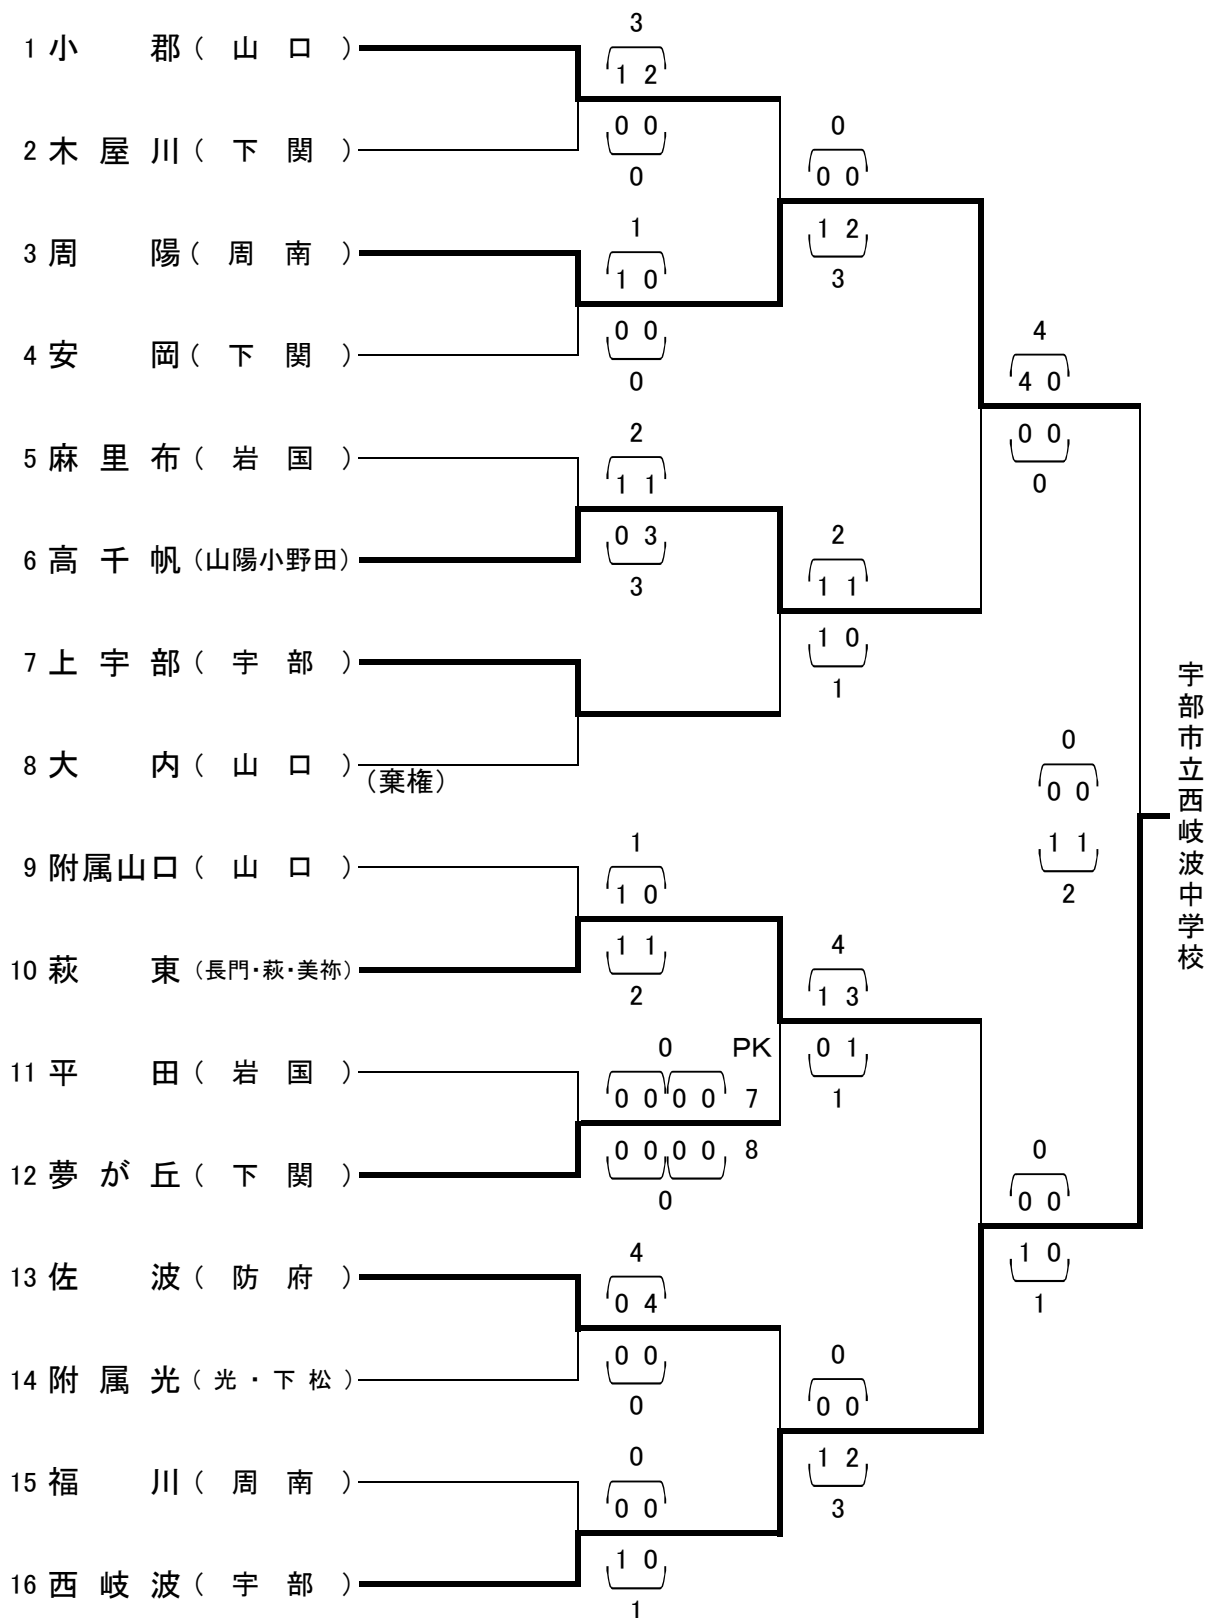 3
1 小 郡 ( 山 口 )
1 2
0 0
0
2 木 屋 川 ( 下 関 )
0
0 0
1
3 周 陽 ( 周 南 )
1 2
1 0
3
0 0
4 安 岡 ( 下 関 )
0
4
4 0
2
5 麻 里 布 ( 岩 国 )
0 0
1 1
0
0 3
6 高 千 帆 (山陽小野田)
3
2
1 1
1 0
7 上 宇 部 ( 宇 部 )
1
8 大 内 ( 山 口 )
(棄権)
0
0 0
1 1
2
宇部市立西岐波中学校
1
9 附属山口 ( 山 口 )
1 0
1 1
10 萩 東 (長門・萩・美祢)
2
4
1 3
0 PK
0 1
11 平 田 ( 岩 国 )
0 0 0 0 7
1
0 0 0 0 8
12 夢 が 丘 ( 下 関 )
0
0
0 0
1 0
1
4
13 佐 波 ( 防 府 )
0 4
0 0
14 附 属 光 ( 光 ・ 下 松 )
0
0
0 0
0
15 福 川 ( 周 南 )
0 0
1 2
3
1 0
16 西 岐 波 ( 宇 部 )
1